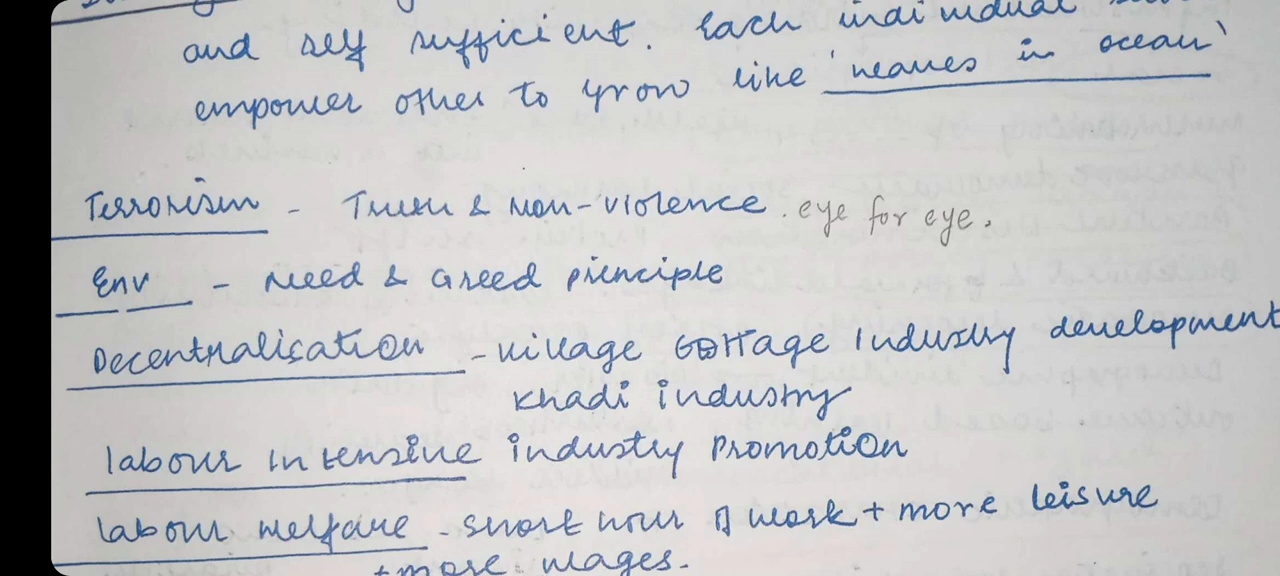 and self sufficient. Each individual
empower other to grow like 'waves in ocean'
Terrorism - Truth & Non-violence. eye for eye.
Env - Need & Greed principle
Decentralisation - village cottage industry development
Khadi industry
labour intensive industry promotion
labour welfare - short hour of work + more leisure
+ more wages.